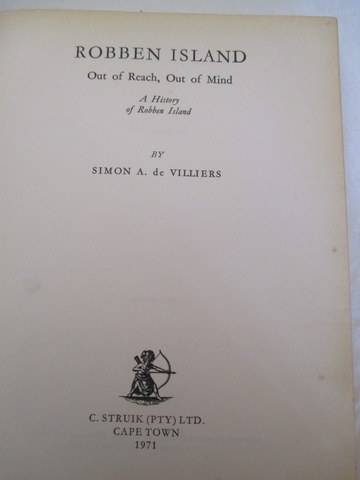 ROBBEN ISLAND
Out of Reach, Out of Mind
A History
of Robben Island
BY
SIMON A. de VILLIERS
C. STRUIK (PTY) LTD.
CAPE TOWN
1971